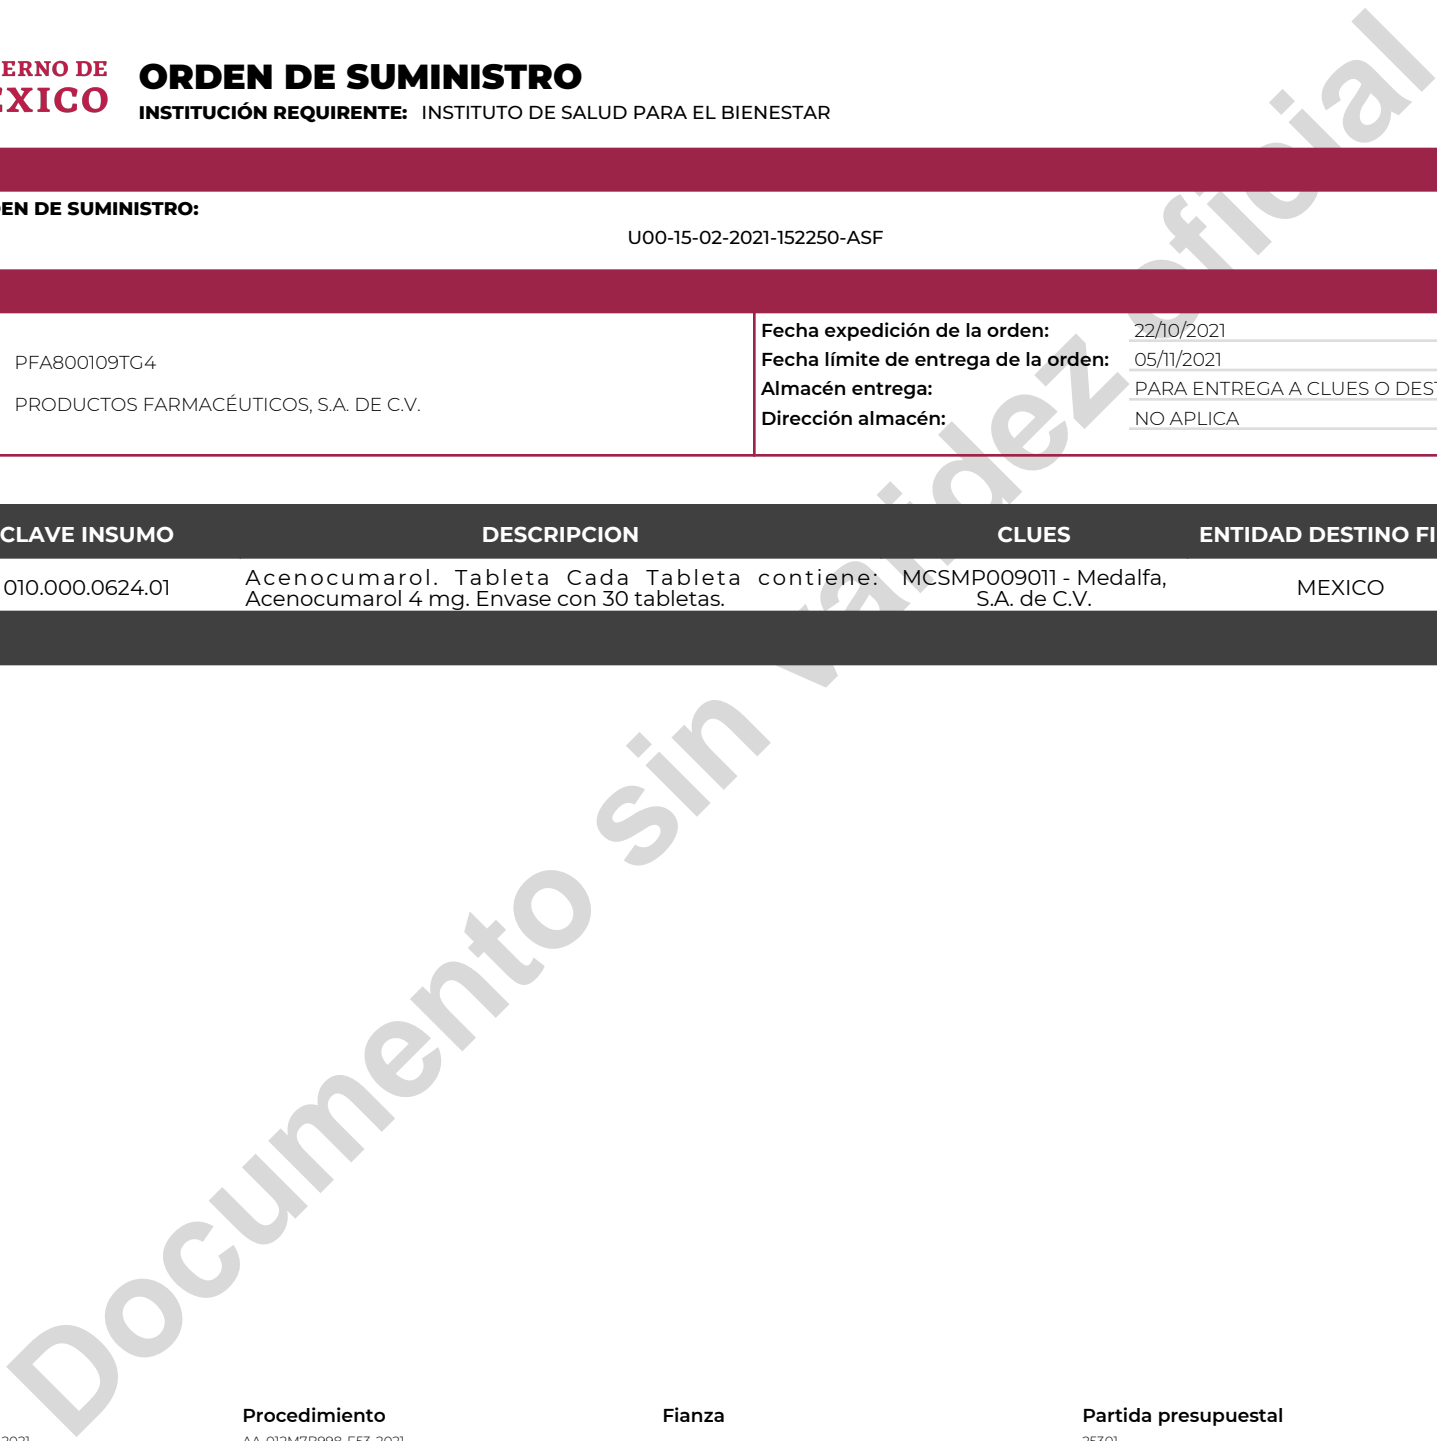 ERNO DE
ORDEN DE SUMINISTRO
XICO
INSTITUCIÓN REQUIRENTE: INSTITUTO DE SALUD PARA EL BIENESTAR
EN DE SUMINISTRO:
U00-15-02-2021-152250-ASF
PFA800109TG4
PRODUCTOS FARMACÉUTICOS, S.A. DE C.V.
Fecha expedición de la orden: 22/10/2021
Fecha límite de entrega de la orden: 05/11/2021
Almacén entrega: PARA ENTREGA A CLUES O DEST
Dirección almacén: NO APLICA
CLAVE INSUMO DESCRIPCION CLUES ENTIDAD DESTINO FI
010.000.0624.01
Acenocumarol. Tableta Cada Tableta contiene:
Acenocumarol 4 mg. Envase con 30 tabletas.
MCSMP009011 - Medalfa,
S.A. de C.V.
MEXICO
Documento sin validez oficial
Procedimiento Fianza Partida presupuestal